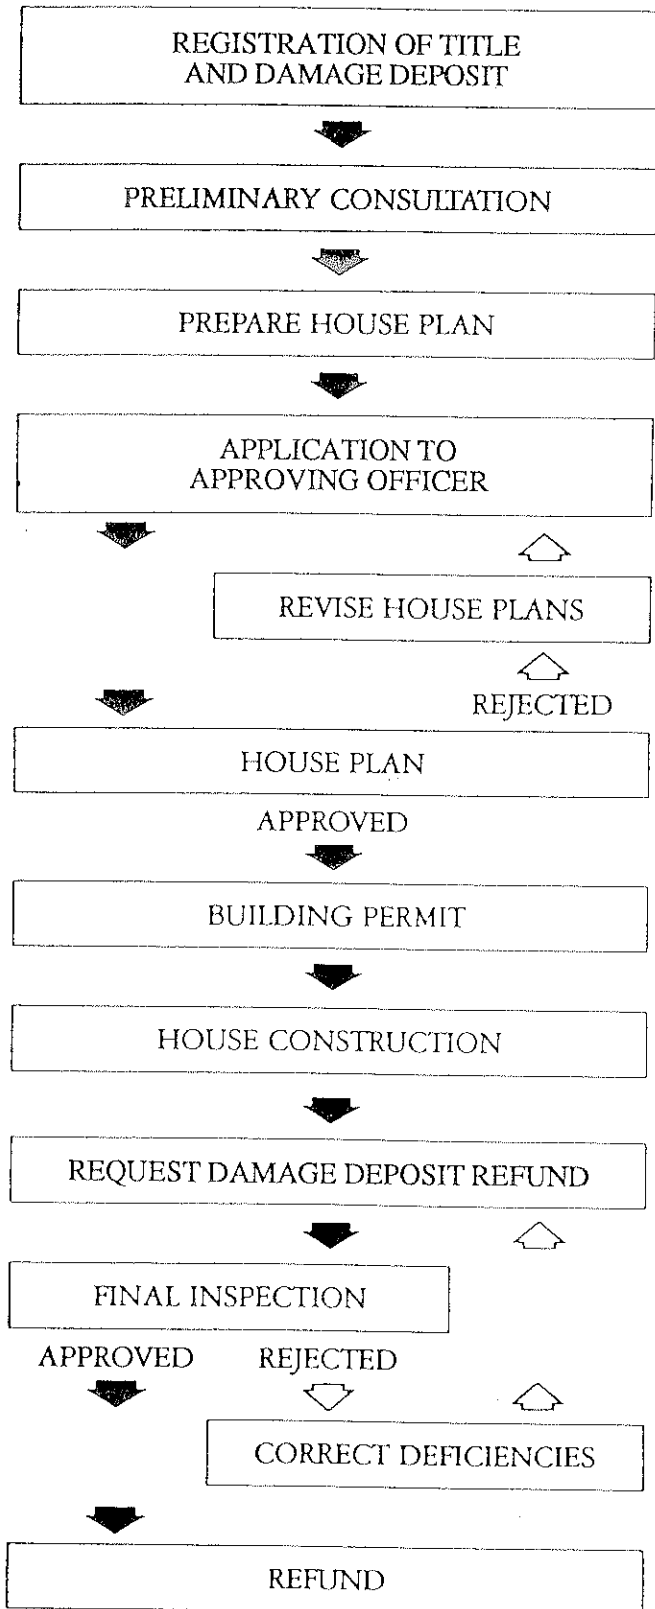 REGISTRATION OF TITLE
AND DAMAGE DEPOSIT
PRELIMINARY CONSULTATION
PREPARE HOUSE PLAN
APPLICATION TO
APPROVING OFFICER
REVISE HOUSE PLANS
REJECTED
HOUSE PLAN
APPROVED
BUILDING PERMIT
HOUSE CONSTRUCTION
REQUEST DAMAGE DEPOSIT REFUND
FINAL INSPECTION
APPROVED REJECTED
CORRECT DEFICIENCIES
REFUND